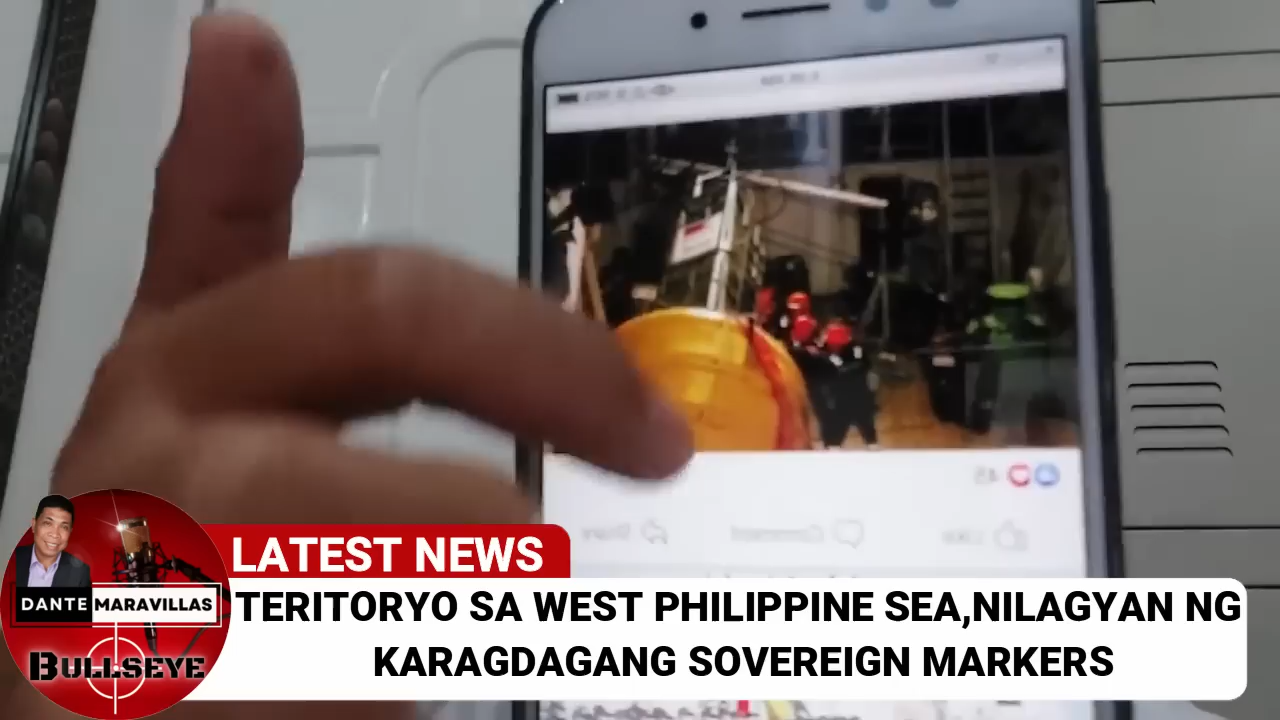 LATEST NEWS
DANTE MARAVILLAS
BULLSEYE
TERITORYO SA WEST PHILIPPINE SEA,NILAGYAN NG
KARAGDAGANG SOVEREIGN MARKERS